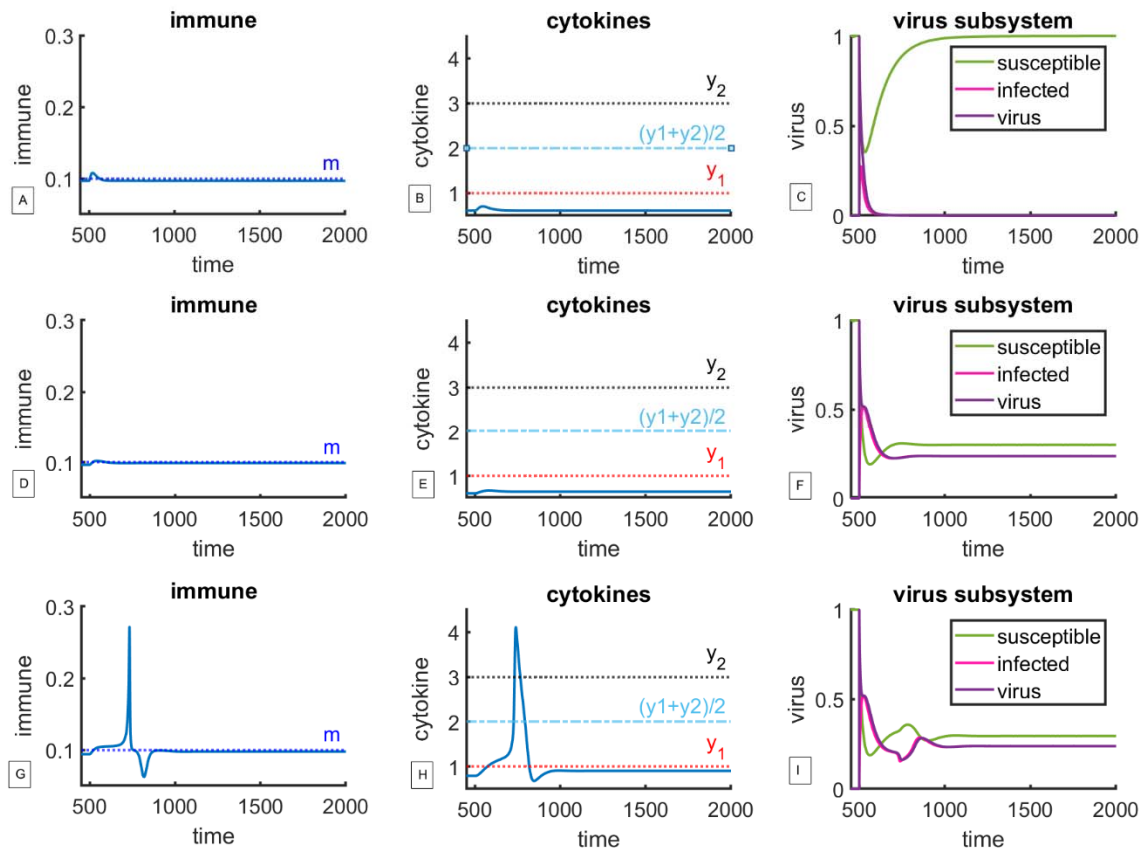 immune
cytokines
virus subsystem
0.3
0.2
0.1
immune
m
A
500 1000 1500 2000
time
4
3
2
1
cytokine
y2
(y1+y2)/2
y1
B
500 1000 1500 2000
time
1
0.5
0
virus
susceptible
infected
virus
C
500 1000 1500 2000
time
immune
cytokines
virus subsystem
0.3
0.2
0.1
immune
m
D
500 1000 1500 2000
time
4
3
2
1
cytokine
y2
(y1+y2)/2
y1
E
500 1000 1500 2000
time
1
0.5
0
virus
susceptible
infected
virus
F
500 1000 1500 2000
time
immune
cytokines
virus subsystem
0.3
0.2
0.1
immune
m
G
500 1000 1500 2000
time
4
3
2
1
cytokine
y2
(y1+y2)/2
y1
H
500 1000 1500 2000
time
1
0.5
0
virus
susceptible
infected
virus
I
500 1000 1500 2000
time